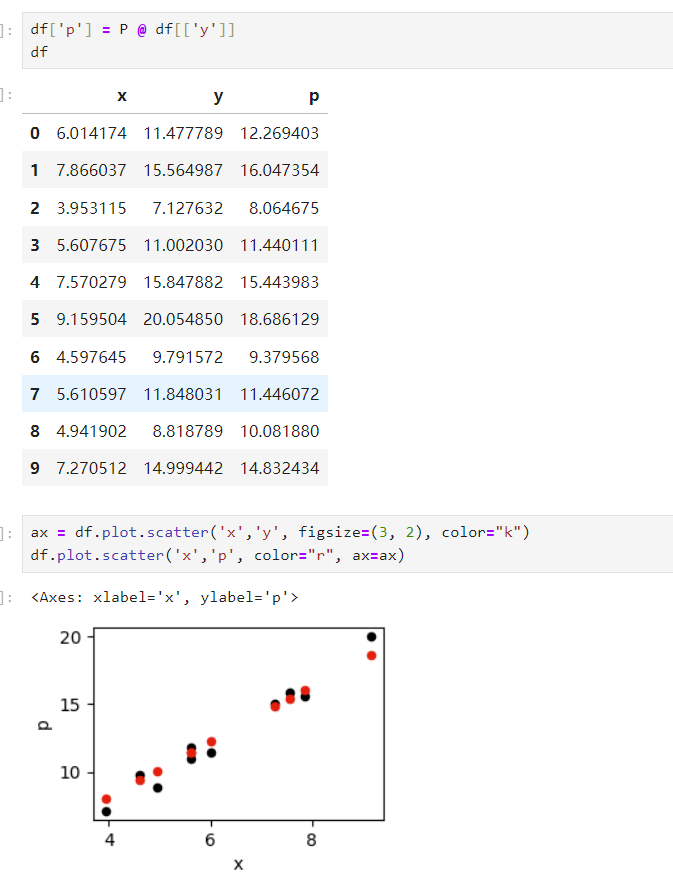 ]: df['p'] = P @ df[['y']]
df
]:
x y p
0 6.014174 11.477789 12.269403
1 7.866037 15.564987 16.047354
2 3.953115 7.127632 8.064675
3 5.607675 11.002030 11.440111
4 7.570279 15.847882 15.443983
5 9.159504 20.054850 18.686129
6 4.597645 9.791572 9.379568
7 5.610597 11.848031 11.446072
8 4.941902 8.818789 10.081880
9 7.270512 14.999442 14.832434
]: ax = df.plot.scatter('x','y', figsize=(3, 2), color="k")
df.plot.scatter('x','p', color="r", ax=ax)
]: <Axes: xlabel='x', ylabel='p'>
20
15
p
10
4 6 8
x